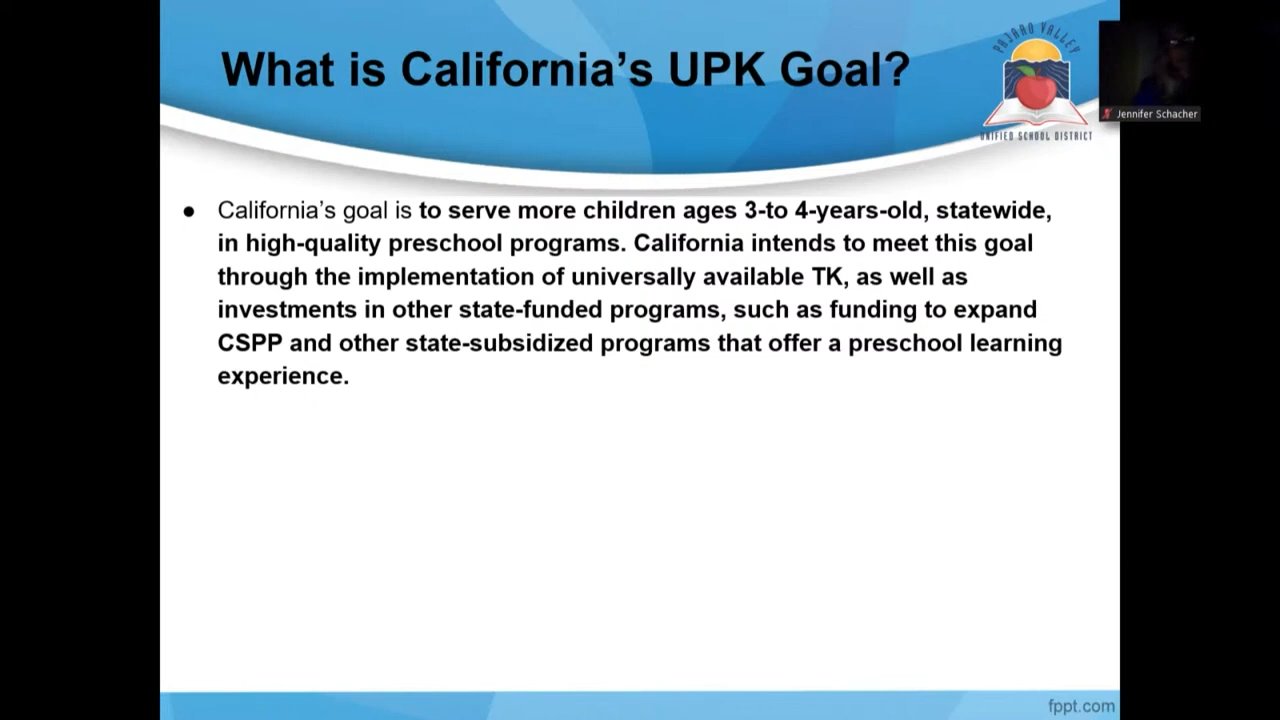 What is California's UPK Goal?
PAJARO VALLEY
UNIFIED SCHOOL DISTRICT
Jennifer Schacher
● California's goal is to serve more children ages 3-to 4-years-old, statewide,
in high-quality preschool programs. California intends to meet this goal
through the implementation of universally available TK, as well as
investments in other state-funded programs, such as funding to expand
CSPP and other state-subsidized programs that offer a preschool learning
experience.
fppt.com